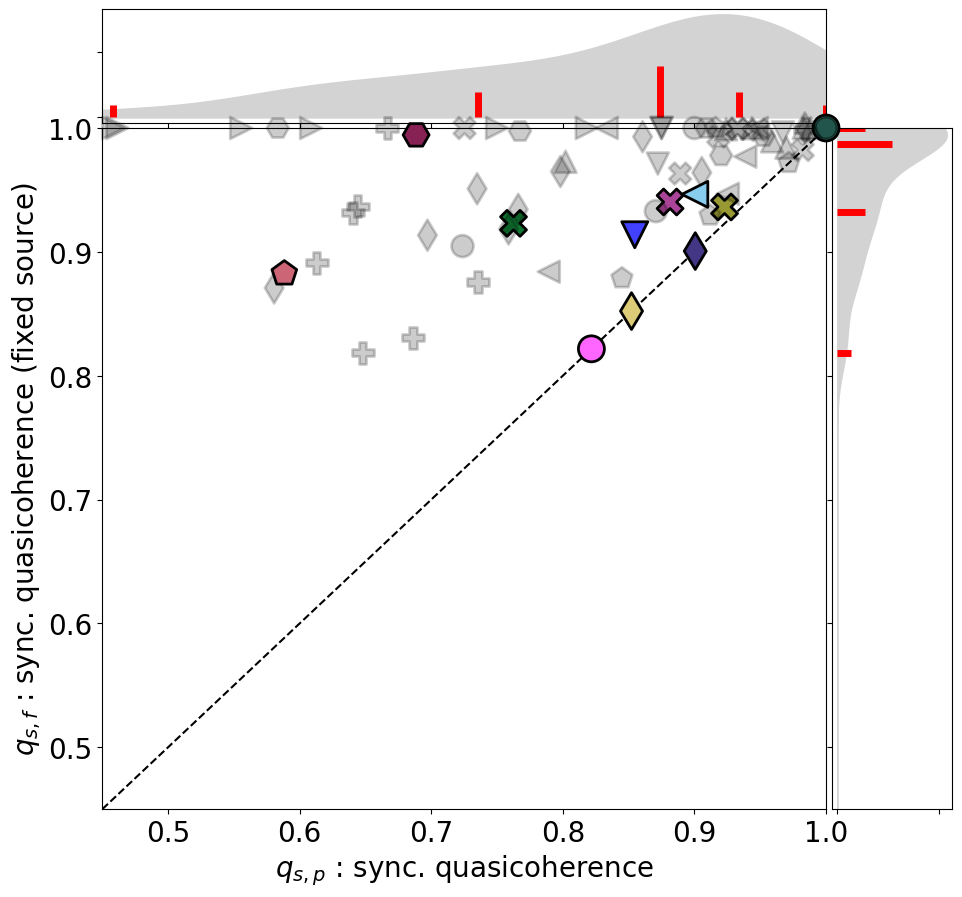 1.0
0.9
0.8
0.7
0.6
0.5
q_{s,f} : sync. quasicoherence (fixed source)
0.5 0.6 0.7 0.8 0.9 1.0
q_{s,p} : sync. quasicoherence